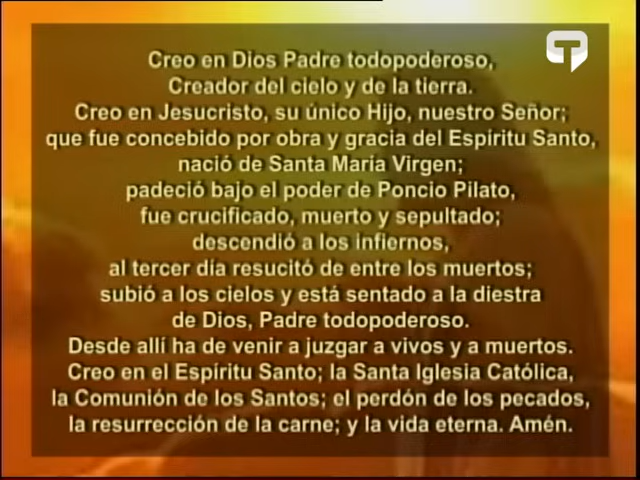 Creo en Dios Padre todopoderoso,
Creador del cielo y de la tierra.
Creo en Jesucristo, su único Hijo, nuestro Señor;
que fue concebido por obra y gracia del Espíritu Santo,
nació de Santa María Virgen;
padeció bajo el poder de Poncio Pilato,
fue crucificado, muerto y sepultado;
descendió a los infiernos,
al tercer día resucitó de entre los muertos;
subió a los cielos y está sentado a la diestra
de Dios, Padre todopoderoso.
Desde allí ha de venir a juzgar a vivos y a muertos.
Creo en el Espíritu Santo; la Santa Iglesia Católica,
la Comunión de los Santos; el perdón de los pecados,
la resurrección de la carne; y la vida eterna. Amén.